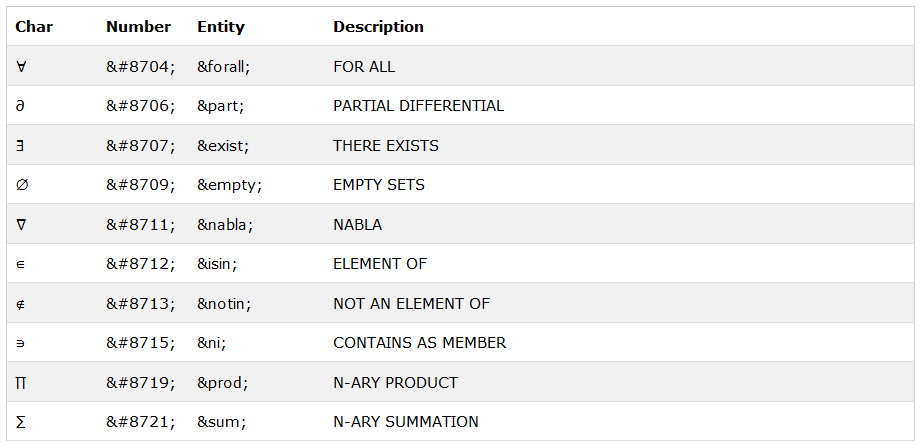 Char Number Entity Description
∀ &#8704; &forall; FOR ALL
∂ &#8706; &part; PARTIAL DIFFERENTIAL
∃ &#8707; &exist; THERE EXISTS
∅ &#8709; &empty; EMPTY SETS
∇ &#8711; &nabla; NABLA
∈ &#8712; &isin; ELEMENT OF
∉ &#8713; &notin; NOT AN ELEMENT OF
∋ &#8715; &ni; CONTAINS AS MEMBER
∏ &#8719; &prod; N-ARY PRODUCT
∑ &#8721; &sum; N-ARY SUMMATION